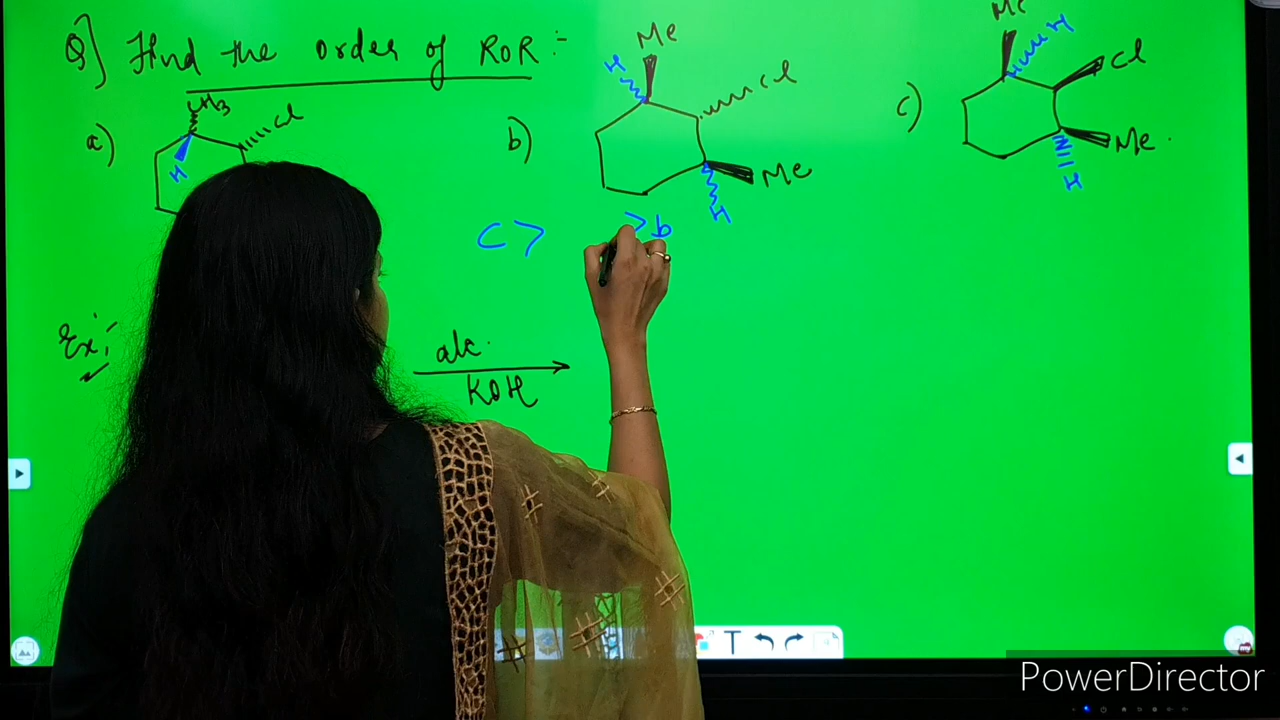 Q] Find the order of ROR :-
a)
CH3
Cl
H
b)
Me
H
Cl
Me
H
c)
Me
H
Cl
Me
H
C > > b
Ex:-
alc.
KOH
T
PowerDirector